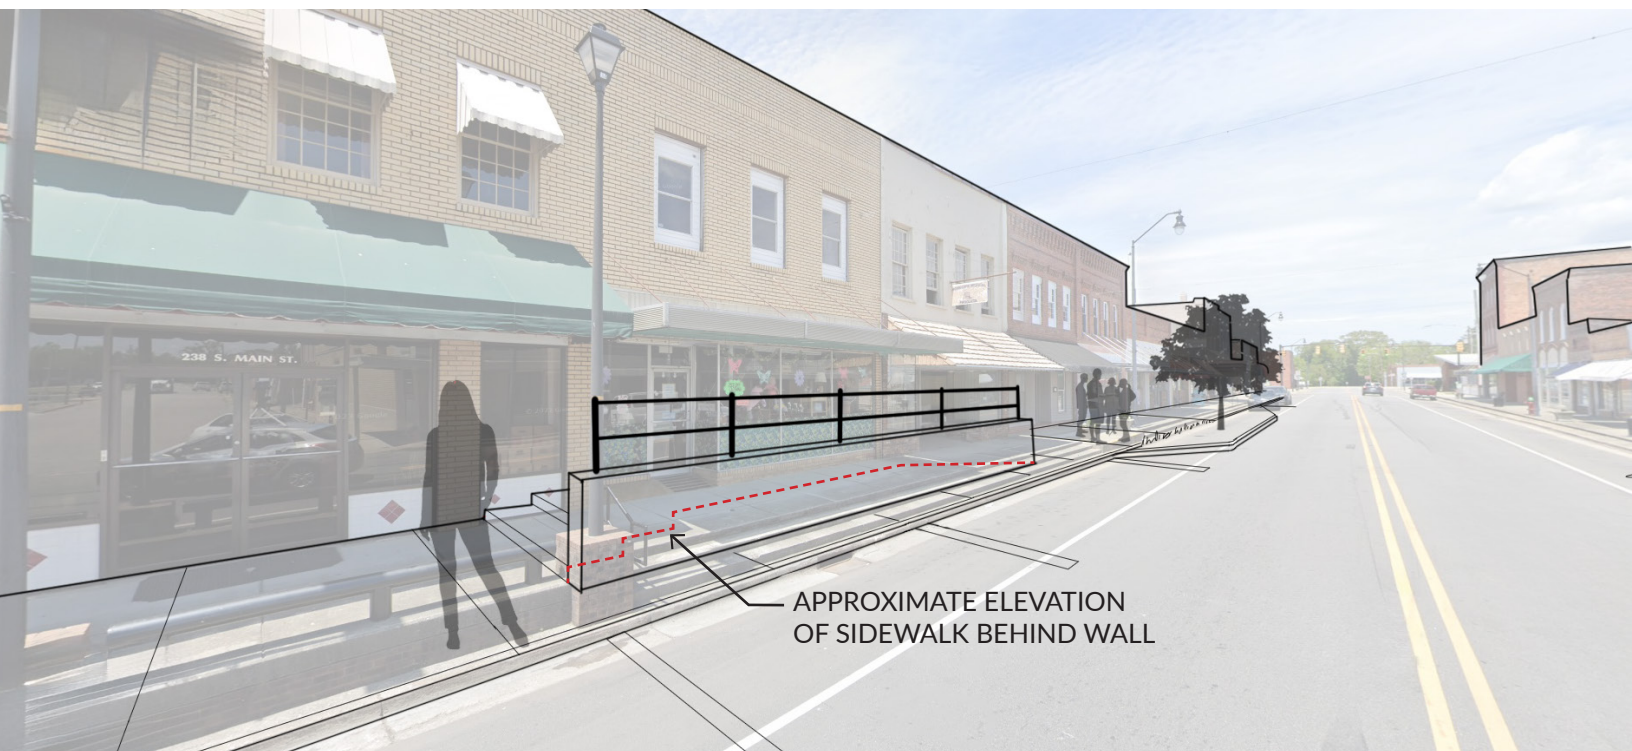 238 S. MAIN ST.
APPROXIMATE ELEVATION
OF SIDEWALK BEHIND WALL